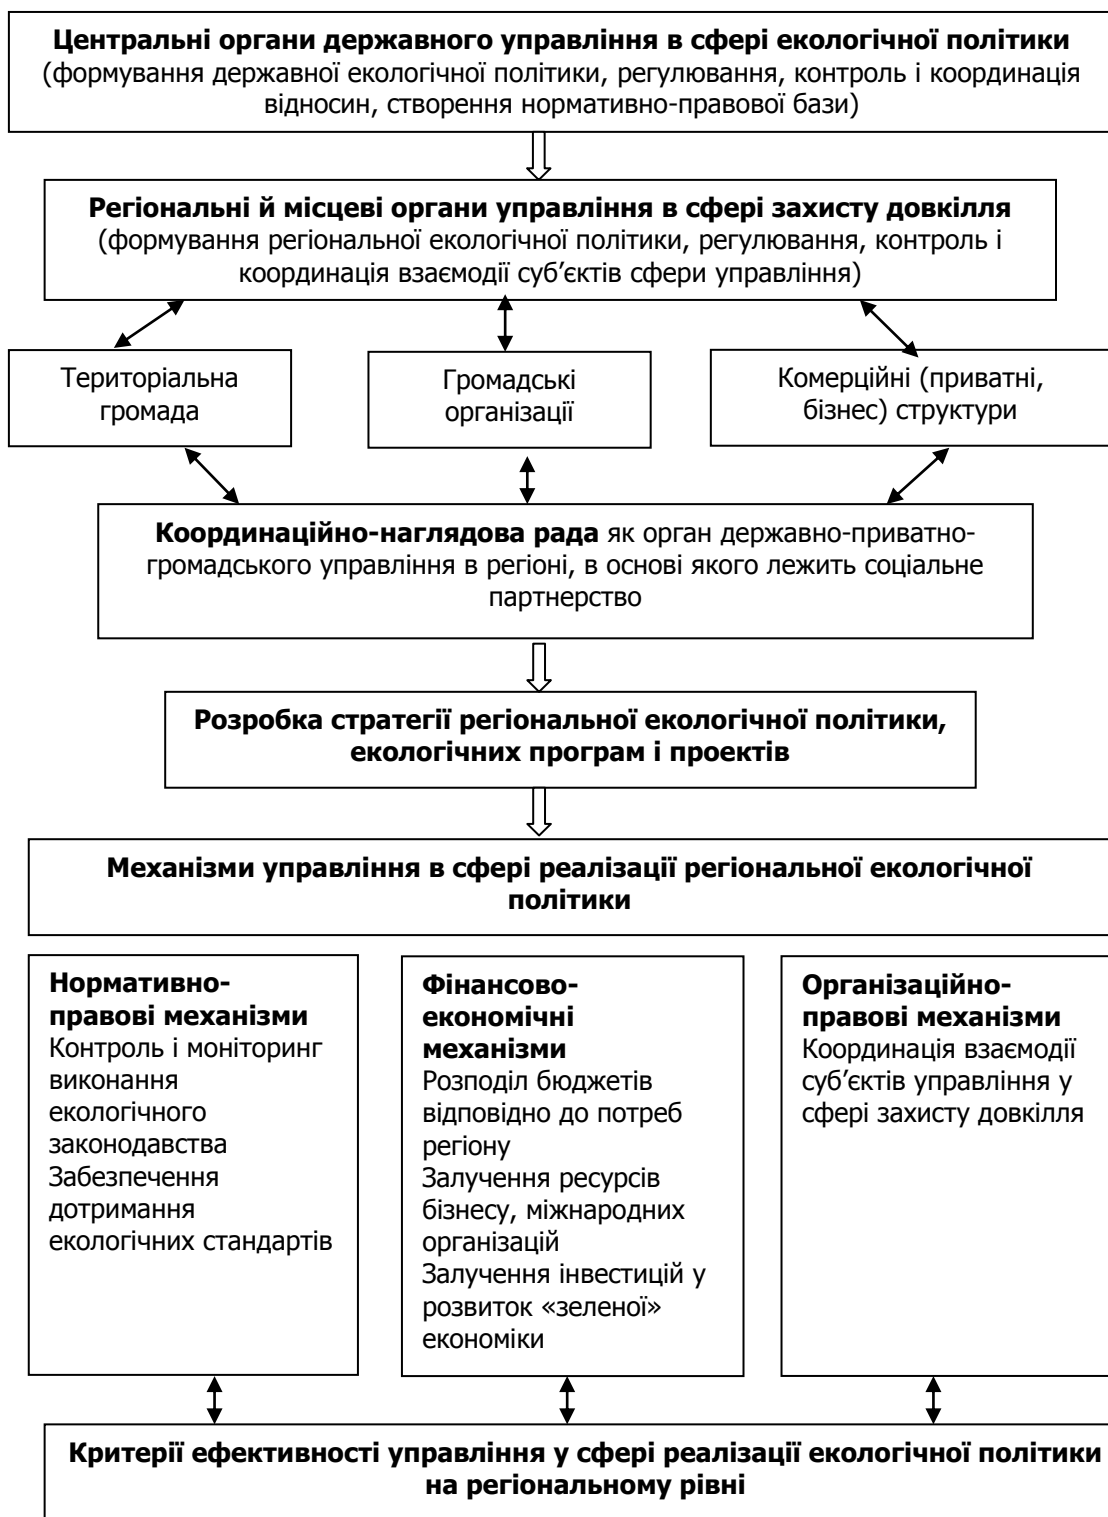 Центральні органи державного управління в сфері екологічної політики
(формування державної екологічної політики, регулювання, контроль і координація
відносин, створення нормативно-правової бази)
Регіональні й місцеві органи управління в сфері захисту довкілля
(формування регіональної екологічної політики, регулювання, контроль і
координація взаємодії суб’єктів сфери управління)
Територіальна
громада
Громадські
організації
Комерційні (приватні,
бізнес) структури
Координаційно-наглядова рада як орган державно-приватно-
громадського управління в регіоні, в основі якого лежить соціальне
партнерство
Розробка стратегії регіональної екологічної політики,
екологічних програм і проектів
Механізми управління в сфері реалізації регіональної екологічної
політики
Нормативно-
правові механізми
Контроль і моніторинг
виконання
екологічного
законодавства
Забезпечення
дотримання
екологічних стандартів
Фінансово-
економічні
механізми
Розподіл бюджетів
відповідно до потреб
регіону
Залучення ресурсів
бізнесу, міжнародних
організацій
Залучення інвестицій у
розвиток «зеленої»
економіки
Організаційно-
правові механізми
Координація взаємодії
суб’єктів управління у
сфері захисту довкілля
Критерії ефективності управління у сфері реалізації екологічної політики
на регіональному рівні